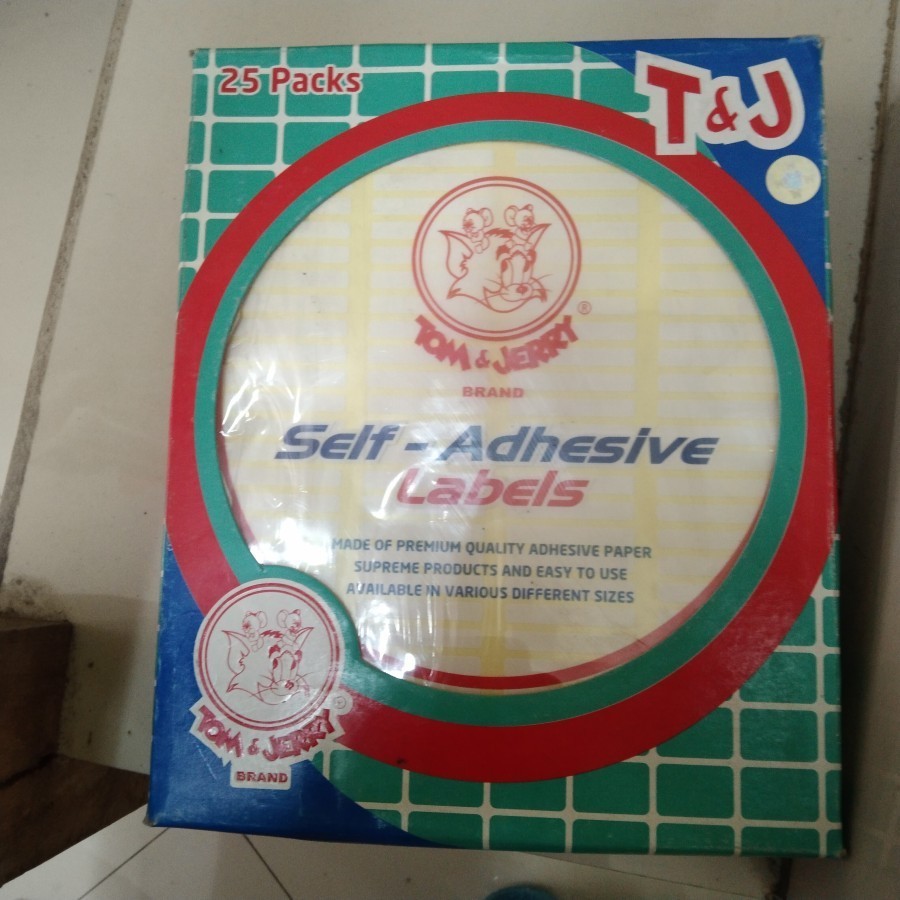 25 Packs
T&J
TOM & JERRY
®
BRAND
Self - Adhesive
Labels
MADE OF PREMIUM QUALITY ADHESIVE PAPER
SUPREME PRODUCTS AND EASY TO USE
AVAILABLE IN VARIOUS DIFFERENT SIZES
TOM & JERRY
®
BRAND